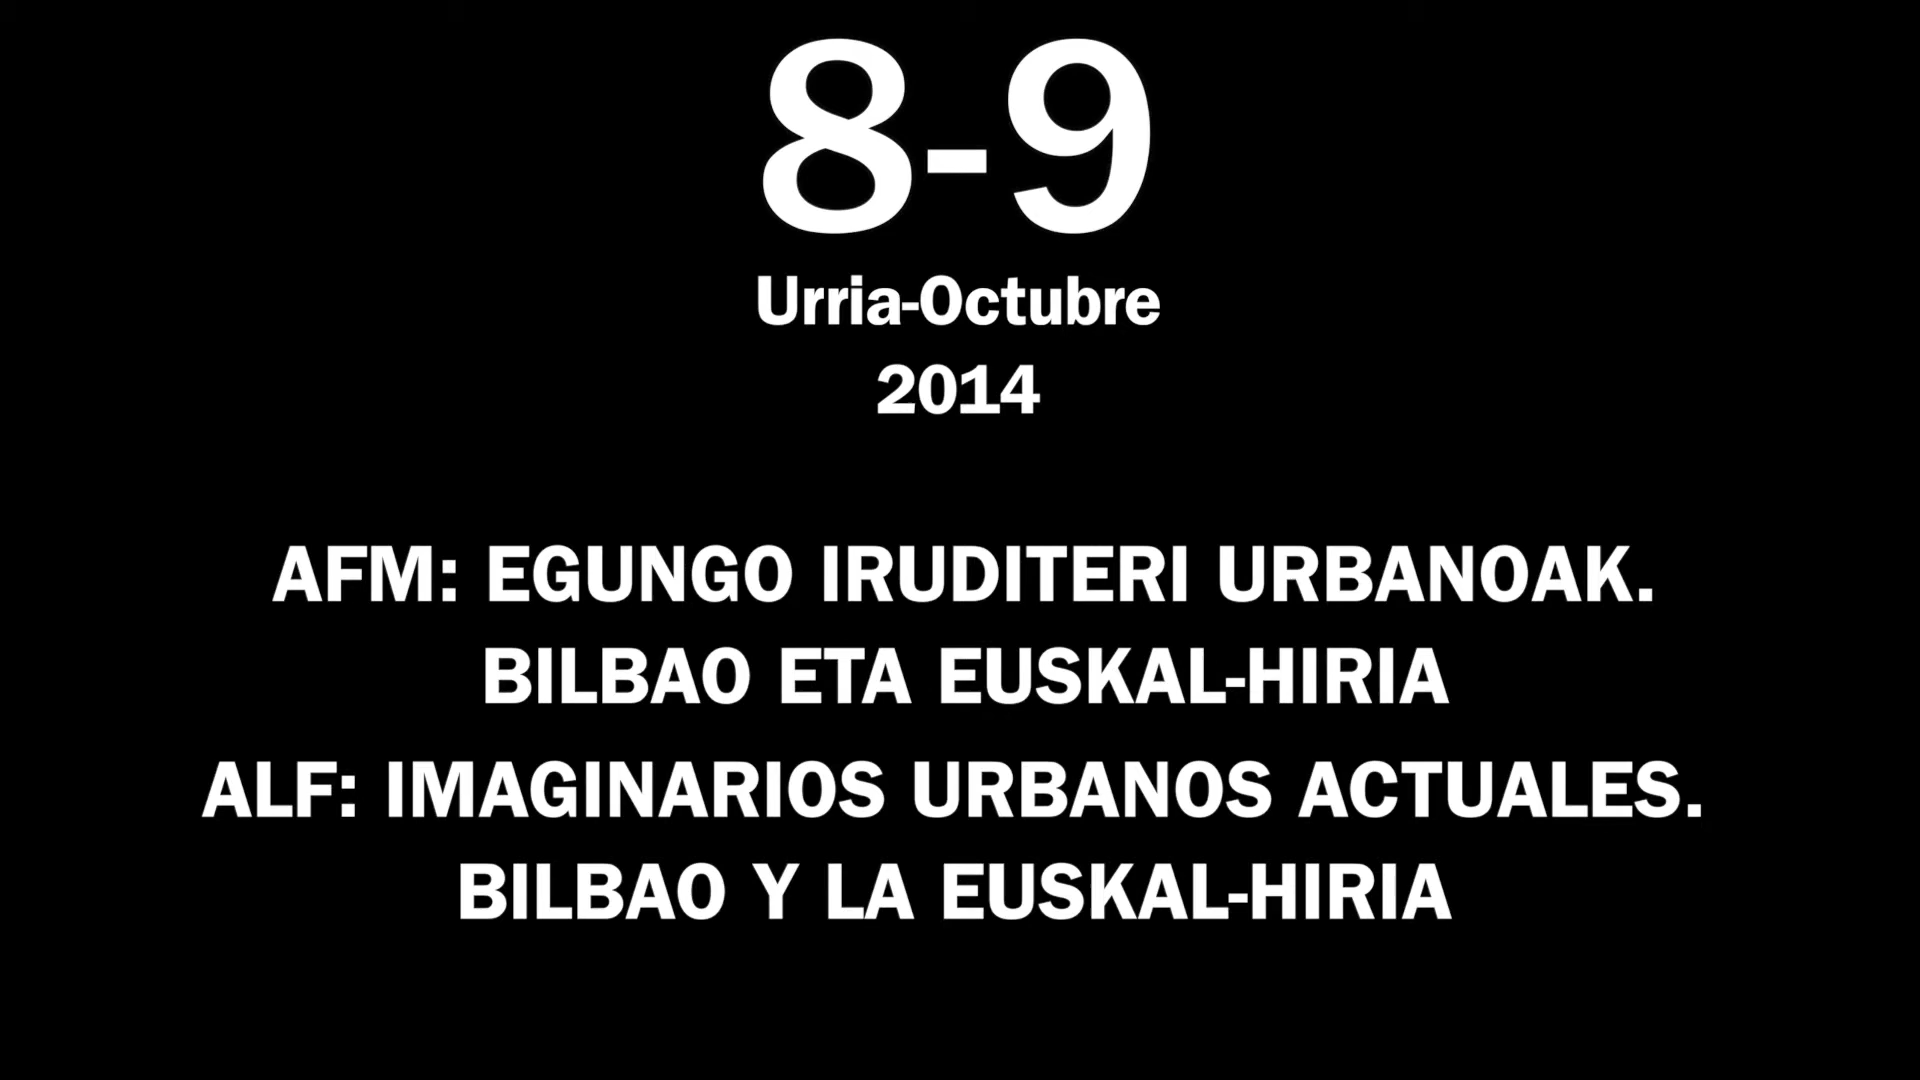 8-9
Urria-Octubre
2014
AFM: EGUNGO IRUDITERI URBANOAK.
BILBAO ETA EUSKAL-HIRIA
ALF: IMAGINARIOS URBANOS ACTUALES.
BILBAO Y LA EUSKAL-HIRIA